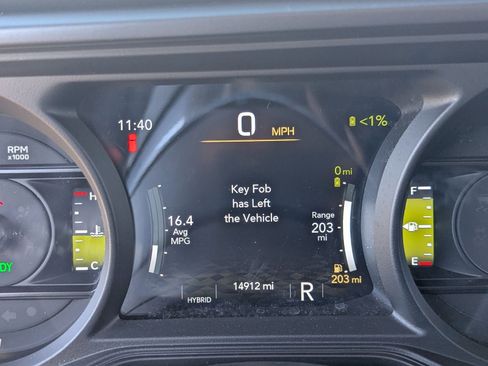 11:40
0 MPH
<1%
RPM
x1000
H
C
0 mi
Key Fob
has Left
the Vehicle
16.4
Avg
MPG
Range
203
mi
203 mi
F
E
HYBRID
14912 mi
R